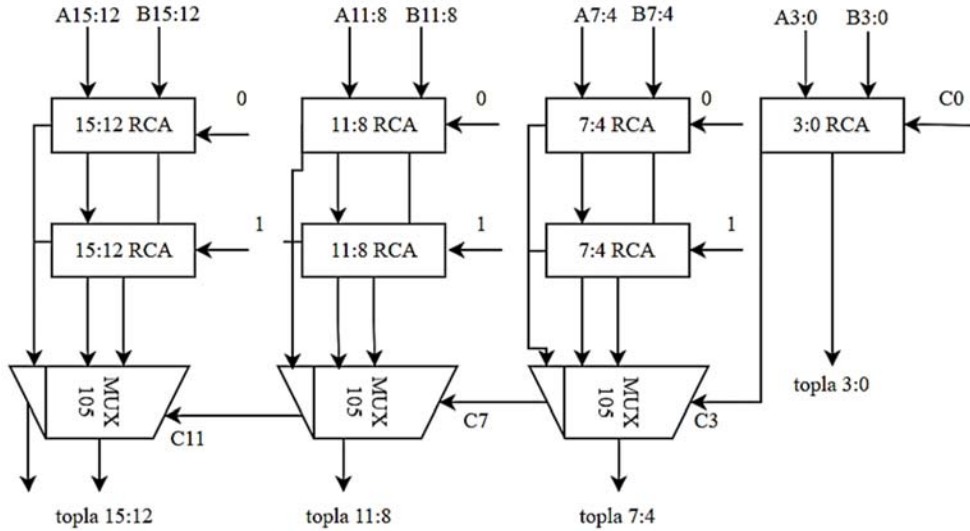 A15:12 B15:12 A11:8 B11:8 A7:4 B7:4 A3:0 B3:0
0 0 0 C0
15:12 RCA 11:8 RCA 7:4 RCA 3:0 RCA
1 1 1
15:12 RCA 11:8 RCA 7:4 RCA
MUX 105 MUX 105 MUX 105 topla 3:0
C11 C7 C3
topla 15:12 topla 11:8 topla 7:4